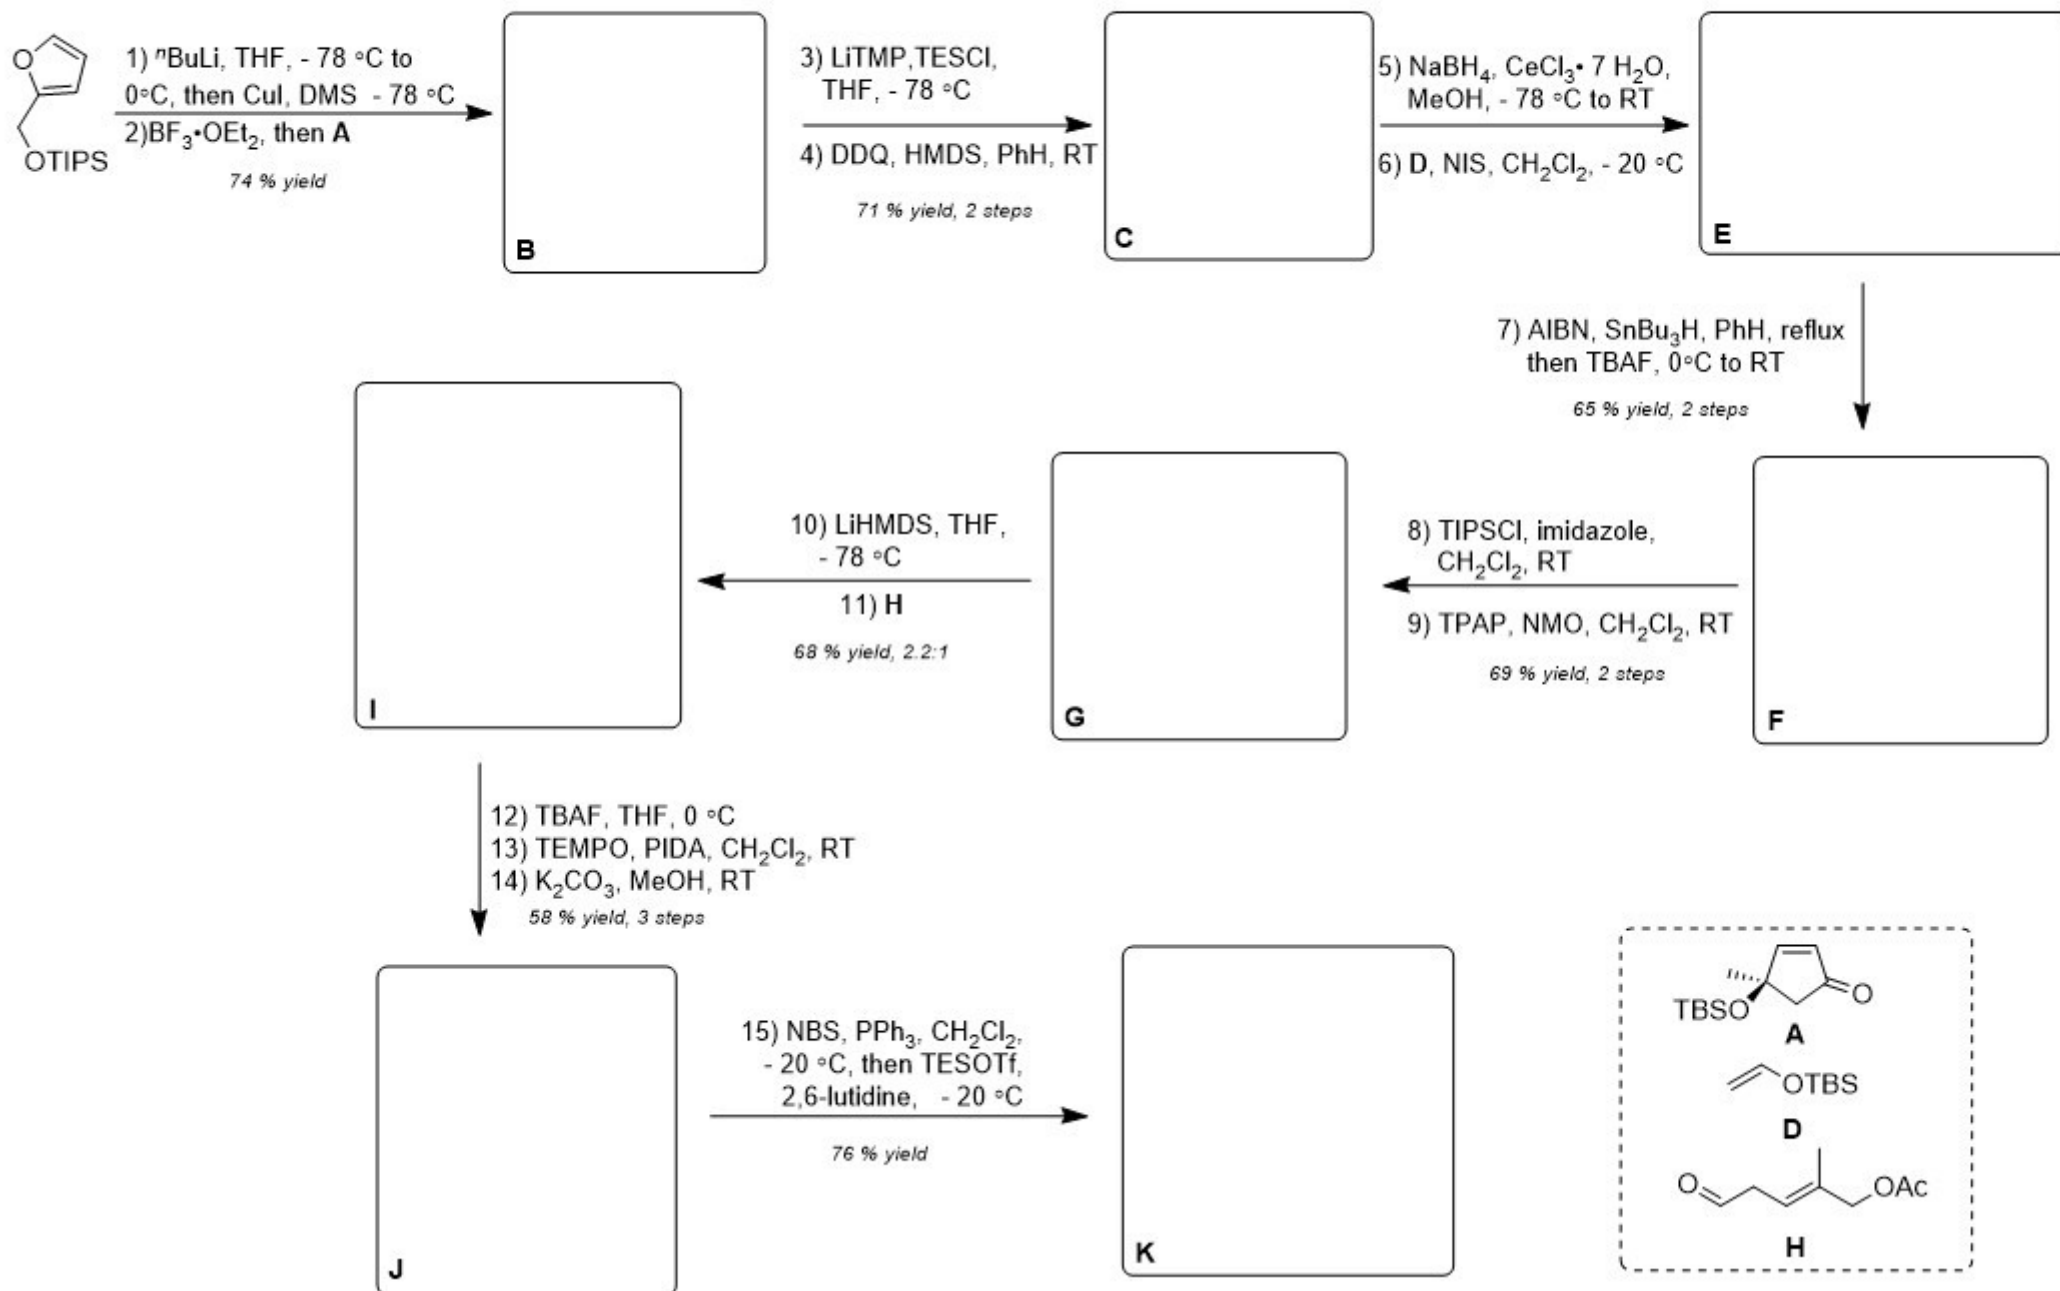 O
OTIPS
1) ⁿBuLi, THF, - 78 °C to
0°C, then CuI, DMS - 78 °C
2)BF₃•OEt₂, then A
74 % yield
B
3) LiTMP,TESCl,
THF, - 78 °C
4) DDQ, HMDS, PhH, RT
71 % yield, 2 steps
C
5) NaBH₄, CeCl₃• 7 H₂O,
MeOH, - 78 °C to RT
6) D, NIS, CH₂Cl₂, - 20 °C
E
7) AIBN, SnBu₃H, PhH, reflux
then TBAF, 0°C to RT
65 % yield, 2 steps
F
8) TIPSCl, imidazole,
CH₂Cl₂, RT
9) TPAP, NMO, CH₂Cl₂, RT
69 % yield, 2 steps
G
10) LiHMDS, THF,
- 78 °C
11) H
68 % yield, 2.2:1
I
12) TBAF, THF, 0 °C
13) TEMPO, PIDA, CH₂Cl₂, RT
14) K₂CO₃, MeOH, RT
58 % yield, 3 steps
J
15) NBS, PPh₃, CH₂Cl₂,
- 20 °C, then TESOTf,
2,6-lutidine, - 20 °C
76 % yield
K
TBSO
O
A
OTBS
D
O
OAc
H